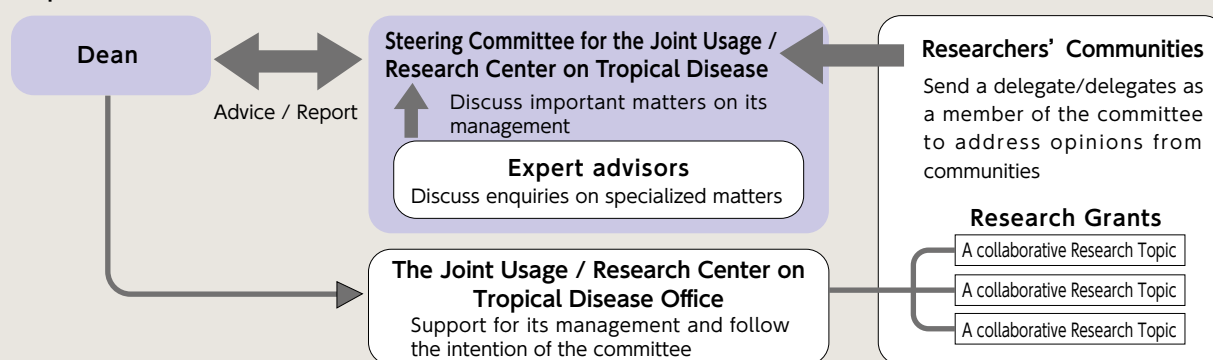 Dean
Advice / Report
Steering Committee for the Joint Usage /
Research Center on Tropical Disease
Discuss important matters on its
management
Expert advisors
Discuss enquiries on specialized matters
The Joint Usage / Research Center on
Tropical Disease Office
Support for its management and follow
the intention of the committee
Researchers' Communities
Send a delegate/delegates as
a member of the committee
to address opinions from
communities
Research Grants
A collaborative Research Topic
A collaborative Research Topic
A collaborative Research Topic